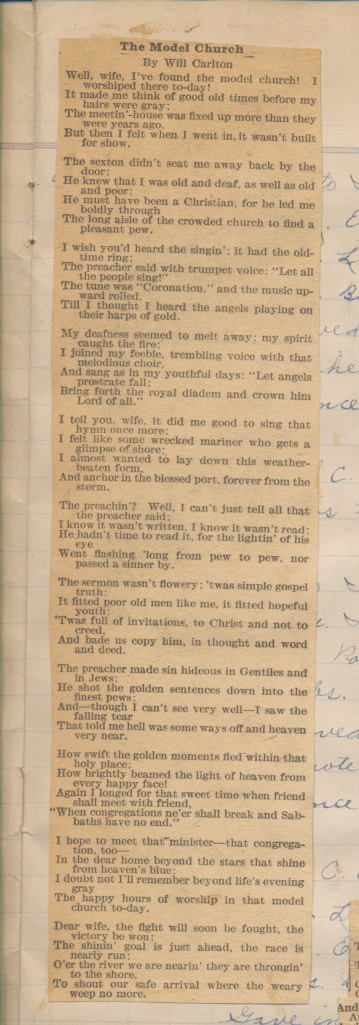 The Model Church
By Will Carlton
Well, wife, I've found the model church! I
worshiped there to-day!
It made me think of good old times before my
hairs were gray;
The meetin'-house was fixed up more than they
were years ago,
But then I felt when I went in, it wasn't built
for show.
The sexton didn't seat me away back by the
door;
He knew that I was old and deaf, as well as old
and poor;
He must have been a Christian, for he led me
boldly through
The long aisle of the crowded church to find a
pleasant pew.
I wish you'd heard the singin'; it had the old-
time ring;
The preacher said with trumpet voice: "Let all
the people sing!"
The tune was "Coronation," and the music up-
ward rolled.
Till I thought I heard the angels playing on
their harps of gold.
My deafness seemed to melt away; my spirit
caught the fire;
I joined my feeble, trembling voice with that
melodious choir,
And sang as in my youthful days: "Let angels
prostrate fall;
Bring forth the royal diadem and crown him
Lord of all."
I tell you, wife, it did me good to sing that
hymn once more;
I felt like some wrecked mariner who gets a
glimpse of shore;
I almost wanted to lay down this weather-
beaten form,
And anchor in the blessed port, forever from the
storm.
The preachin'? Well, I can't just tell all that
the preacher said;
I know it wasn't written, I know it wasn't read;
He hadn't time to read it, for the lightin' of his
eye
Went flashing 'long from pew to pew, nor
passed a sinner by.
The sermon wasn't flowery; 'twas simple gospel
truth;
It fitted poor old men like me, it fitted hopeful
youth;
'Twas full of invitations, to Christ and not to
creed,
And bade us copy him, in thought and word
and deed.
The preacher made sin hideous in Gentiles and
in Jews;
He shot the golden sentences down into the
finest pews;
And—though I can't see very well—I saw the
falling tear
That told me hell was some ways off and heaven
very near.
How swift the golden moments fled within that
holy place;
How brightly beamed the light of heaven from
every happy face!
Again I longed for that sweet time when friend
shall meet with friend,
"When congregations ne'er shall break and Sab-
baths have no end."
I hope to meet that minister—that congrega-
tion, too—
In the dear home beyond the stars that shine
from heaven's blue;
I doubt not I'll remember beyond life's evening
gray
The happy hours of worship in that model
church to-day.
Dear wife, the fight will soon be fought, the
victory be won;
The shinin' goal is just ahead, the race is
nearly run;
O'er the river we are nearin' they are throngin'
to the shore,
To shout our safe arrival where the weary
weep no more.
Gave in
And